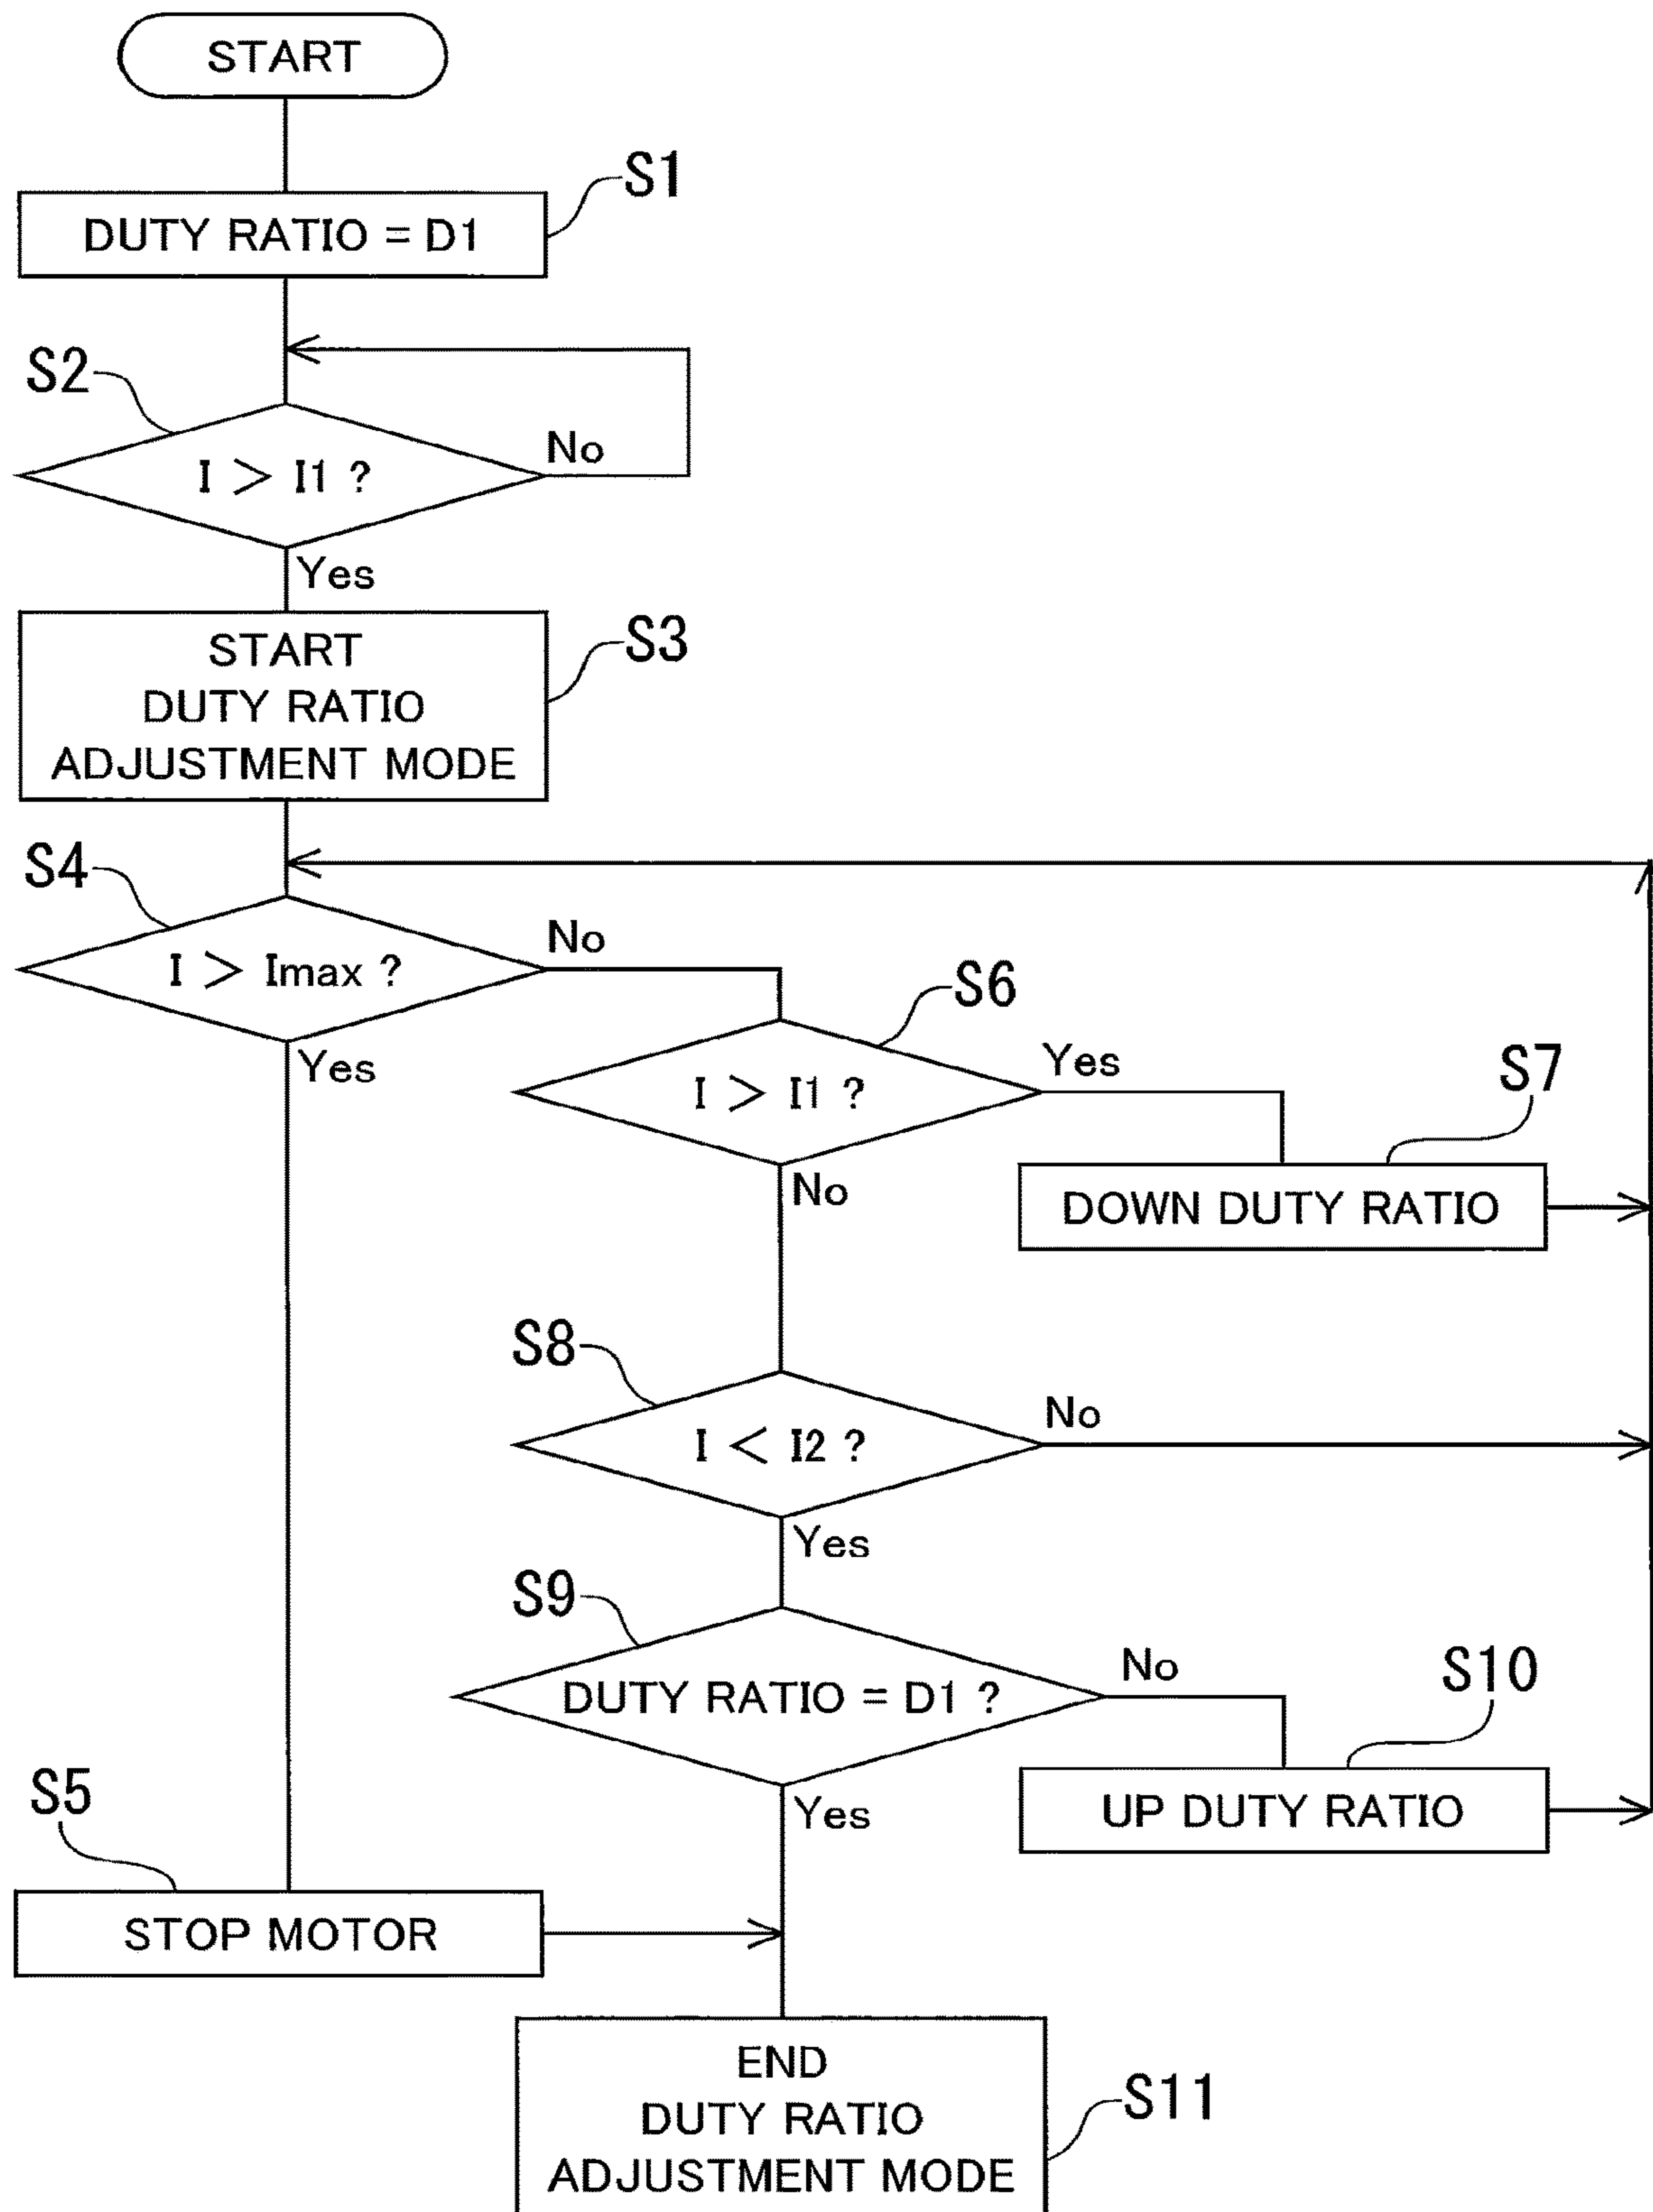 START
S1
DUTY RATIO = D1
S2
I > I1 ?
No
Yes
START
DUTY RATIO
ADJUSTMENT MODE
S3
S4
I > Imax ?
No
Yes
S6
I > I1 ?
Yes
No
S7
DOWN DUTY RATIO
S8
I < I2 ?
No
Yes
S9
DUTY RATIO = D1 ?
No
Yes
S10
UP DUTY RATIO
S5
STOP MOTOR
END
DUTY RATIO
ADJUSTMENT MODE
S11